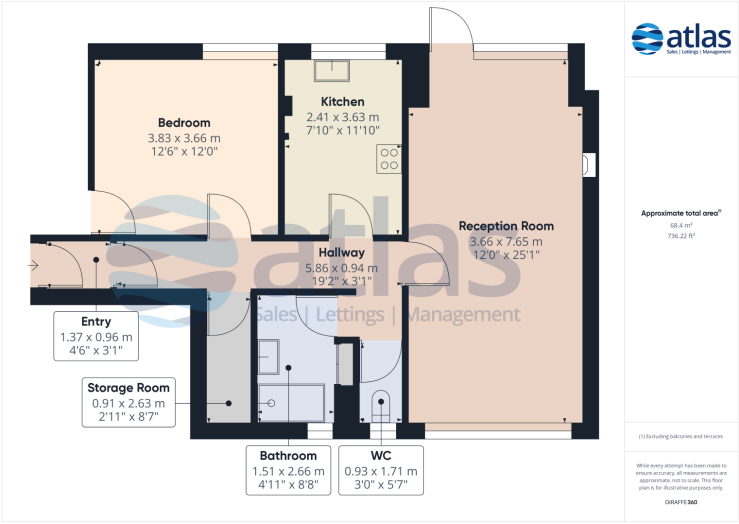 Bedroom
3.83 x 3.66 m
12'6" x 12'0"
Kitchen
2.41 x 3.63 m
7'10" x 11'10"
Reception Room
3.66 x 7.65 m
12'0" x 25'1"
Hallway
5.86 x 0.94 m
19'2" x 3'1"
Entry
1.37 x 0.96 m
4'6" x 3'1"
Storage Room
0.91 x 2.63 m
2'11" x 8'7"
Bathroom
1.51 x 2.66 m
4'11" x 8'8"
WC
0.93 x 1.71 m
3'0" x 5'7"
atlas
Sales | Lettings | Management
atlas
Sales | Lettings | Management
Approximate total area⁽¹⁾
68.4 m²
736.22 ft²
(1) Excluding balconies and terraces
While every attempt has been made to
ensure accuracy, all measurements are
approximate, not to scale. This floor
plan is for illustrative purposes only.
GIRAFFE360